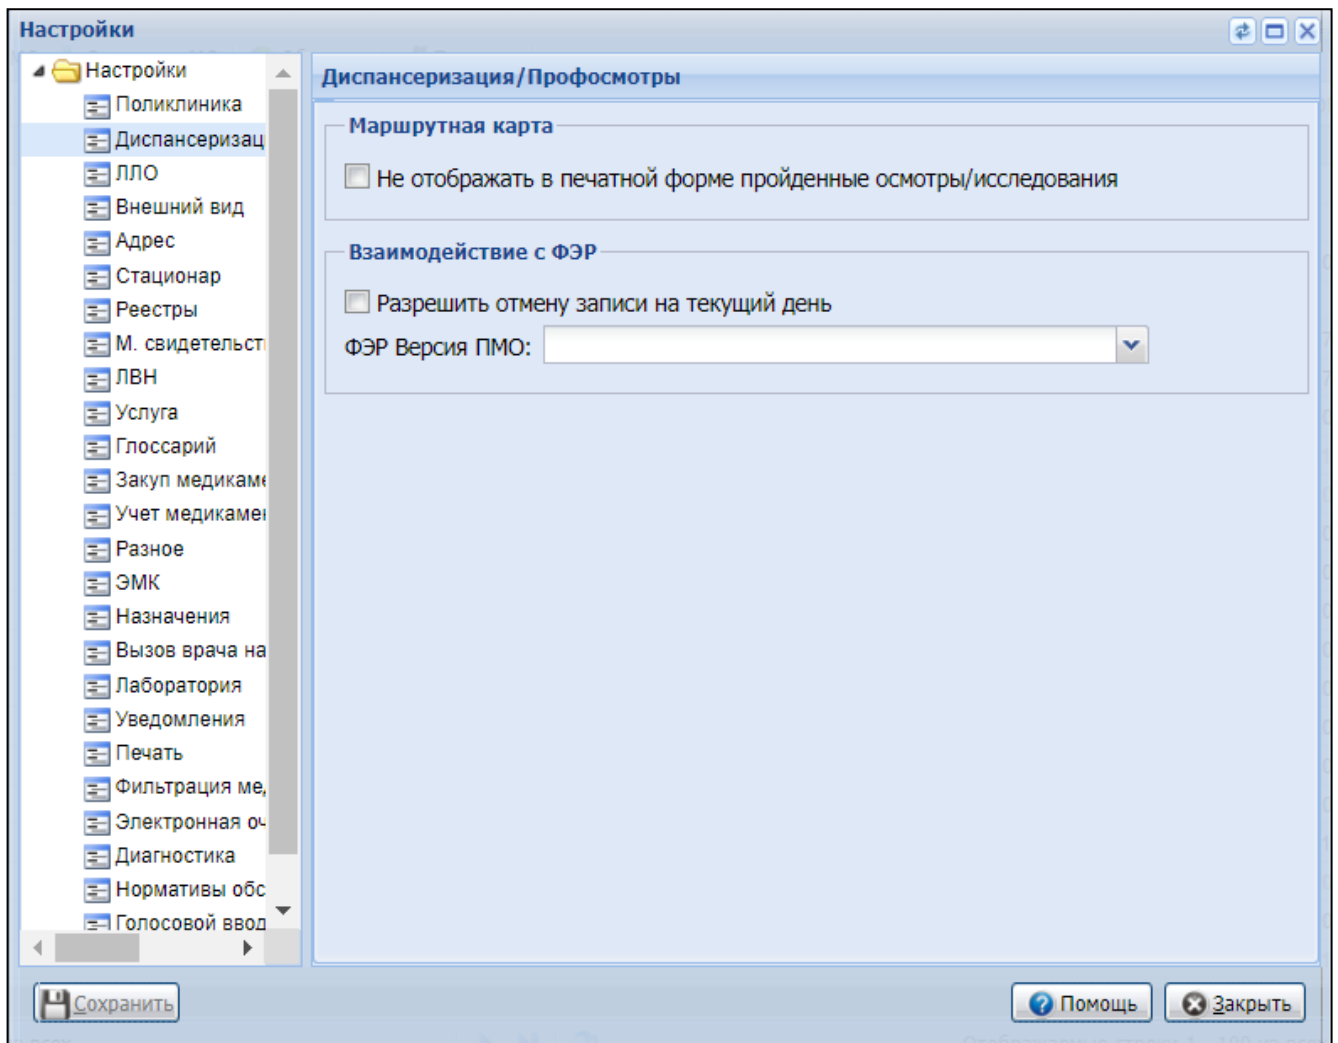 Настройки
Настройки
Поликлиника
Диспансеризац
ЛЛО
Внешний вид
Адрес
Стационар
Реестры
М. свидетельст
ЛВН
Услуга
Глоссарий
Закуп медикаме
Учет медикамен
Разное
ЭМК
Назначения
Вызов врача на
Лаборатория
Уведомления
Печать
Фильтрация ме
Электронная оч
Диагностика
Нормативы обс
Голосовой ввод
Диспансеризация/Профосмотры
Маршрутная карта
Не отображать в печатной форме пройденные осмотры/исследования
Взаимодействие с ФЭР
Разрешить отмену записи на текущий день
ФЭР Версия ПМО:
Сохранить
Помощь
Закрыть